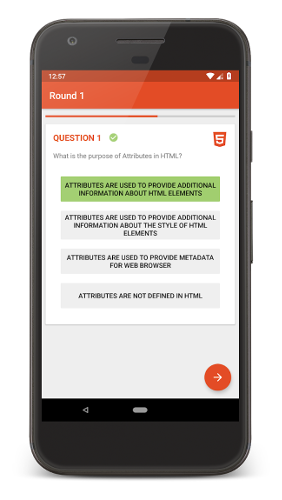 12:57
Round 1
QUESTION 1
5
What is the purpose of Attributes in HTML?
ATTRIBUTES ARE USED TO PROVIDE ADDITIONAL
INFORMATION ABOUT HTML ELEMENTS
ATTRIBUTES ARE USED TO PROVIDE ADDITIONAL
INFORMATION ABOUT THE STYLE OF HTML
ELEMENTS
ATTRIBUTES ARE USED TO PROVIDE METADATA
FOR WEB BROWSER
ATTRIBUTES ARE NOT DEFINED IN HTML